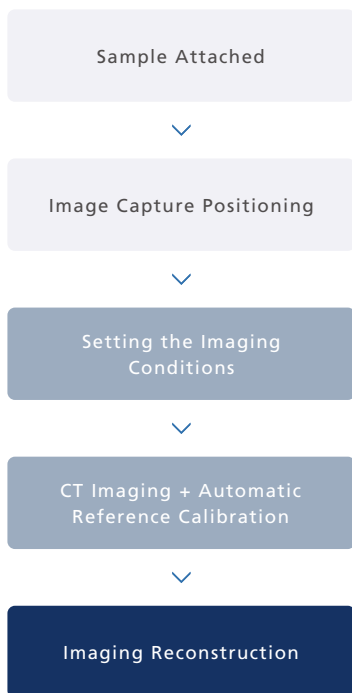 Sample Attached
Image Capture Positioning
Setting the Imaging
Conditions
CT Imaging + Automatic
Reference Calibration
Imaging Reconstruction